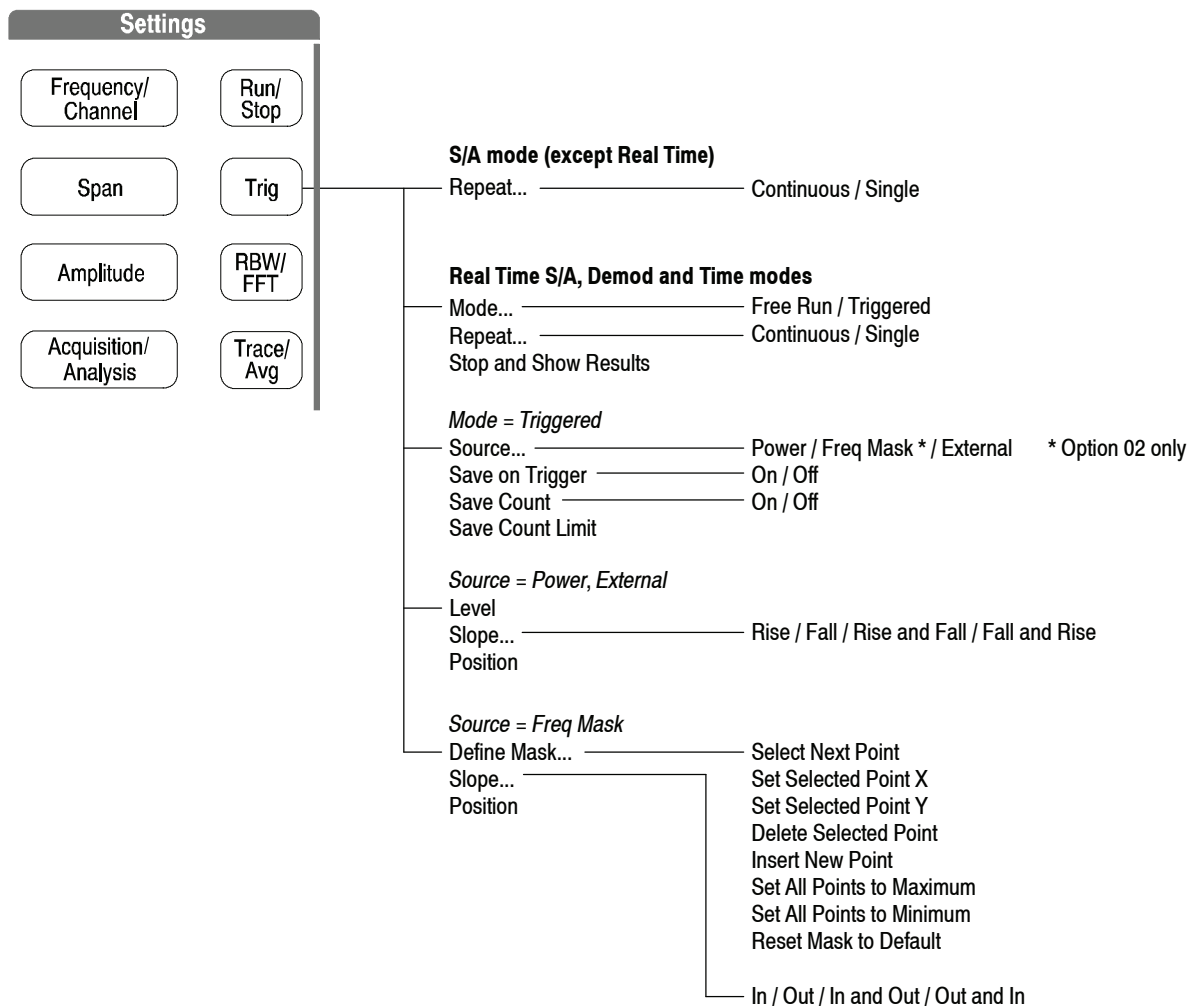 Settings
Frequency/
Channel
Run/
Stop
Span
Trig
Amplitude
RBW/
FFT
Acquisition/
Analysis
Trace/
Avg
S/A mode (except Real Time)
Repeat... Continuous / Single
Real Time S/A, Demod and Time modes
Mode... Free Run / Triggered
Repeat... Continuous / Single
Stop and Show Results
Mode = Triggered
Source... Power / Freq Mask * / External * Option 02 only
Save on Trigger On / Off
Save Count On / Off
Save Count Limit
Source = Power, External
Level
Slope... Rise / Fall / Rise and Fall / Fall and Rise
Position
Source = Freq Mask
Define Mask... Select Next Point
Slope... Set Selected Point X
Position Set Selected Point Y
Delete Selected Point
Insert New Point
Set All Points to Maximum
Set All Points to Minimum
Reset Mask to Default
In / Out / In and Out / Out and In